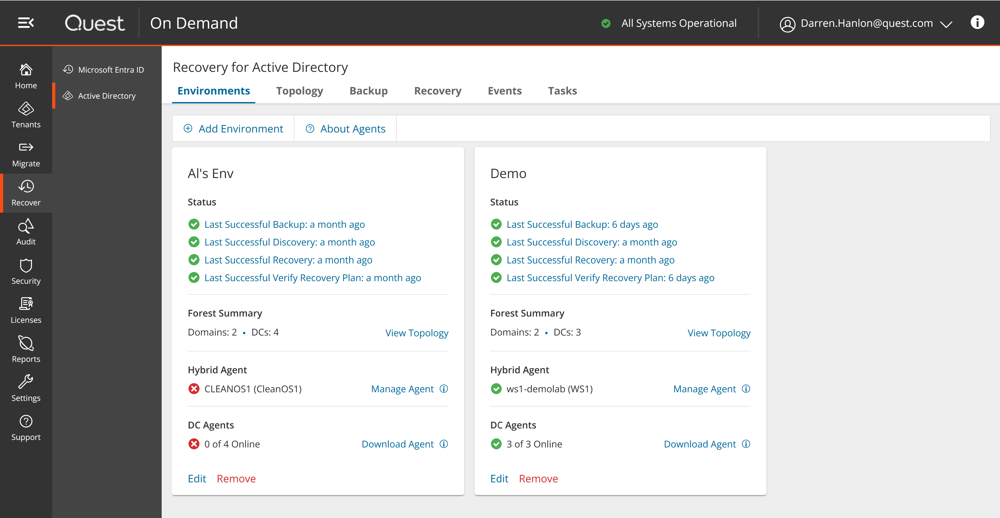 Quest
On Demand
All Systems Operational
Darren.Hanlon@quest.com
Home
Tenants
Migrate
Recover
Audit
Security
Licenses
Reports
Settings
Support
Microsoft Entra ID
Active Directory
Recovery for Active Directory
Environments Topology Backup Recovery Events Tasks
Add Environment About Agents
Al's Env
Status
Last Successful Backup: a month ago
Last Successful Discovery: a month ago
Last Successful Recovery: a month ago
Last Successful Verify Recovery Plan: a month ago
Forest Summary
Domains: 2 • DCs: 4 View Topology
Hybrid Agent
CLEANOS1 (CleanOS1) Manage Agent
DC Agents
0 of 4 Online Download Agent
Edit Remove
Demo
Status
Last Successful Backup: 6 days ago
Last Successful Discovery: a month ago
Last Successful Recovery: a month ago
Last Successful Verify Recovery Plan: 6 days ago
Forest Summary
Domains: 2 • DCs: 3 View Topology
Hybrid Agent
ws1-demolab (WS1) Manage Agent
DC Agents
3 of 3 Online Download Agent
Edit Remove